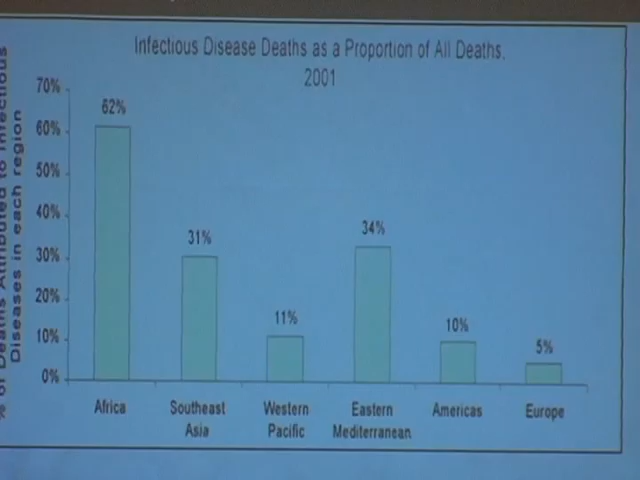 Infectious Disease Deaths as a Proportion of All Deaths,
2001
% of Deaths Attributed to Infectious
Diseases in each region
70%
60%
50%
40%
30%
20%
10%
0%
62%
31%
11%
34%
10%
5%
Africa
Southeast
Asia
Western
Pacific
Eastern
Mediterranean
Americas
Europe